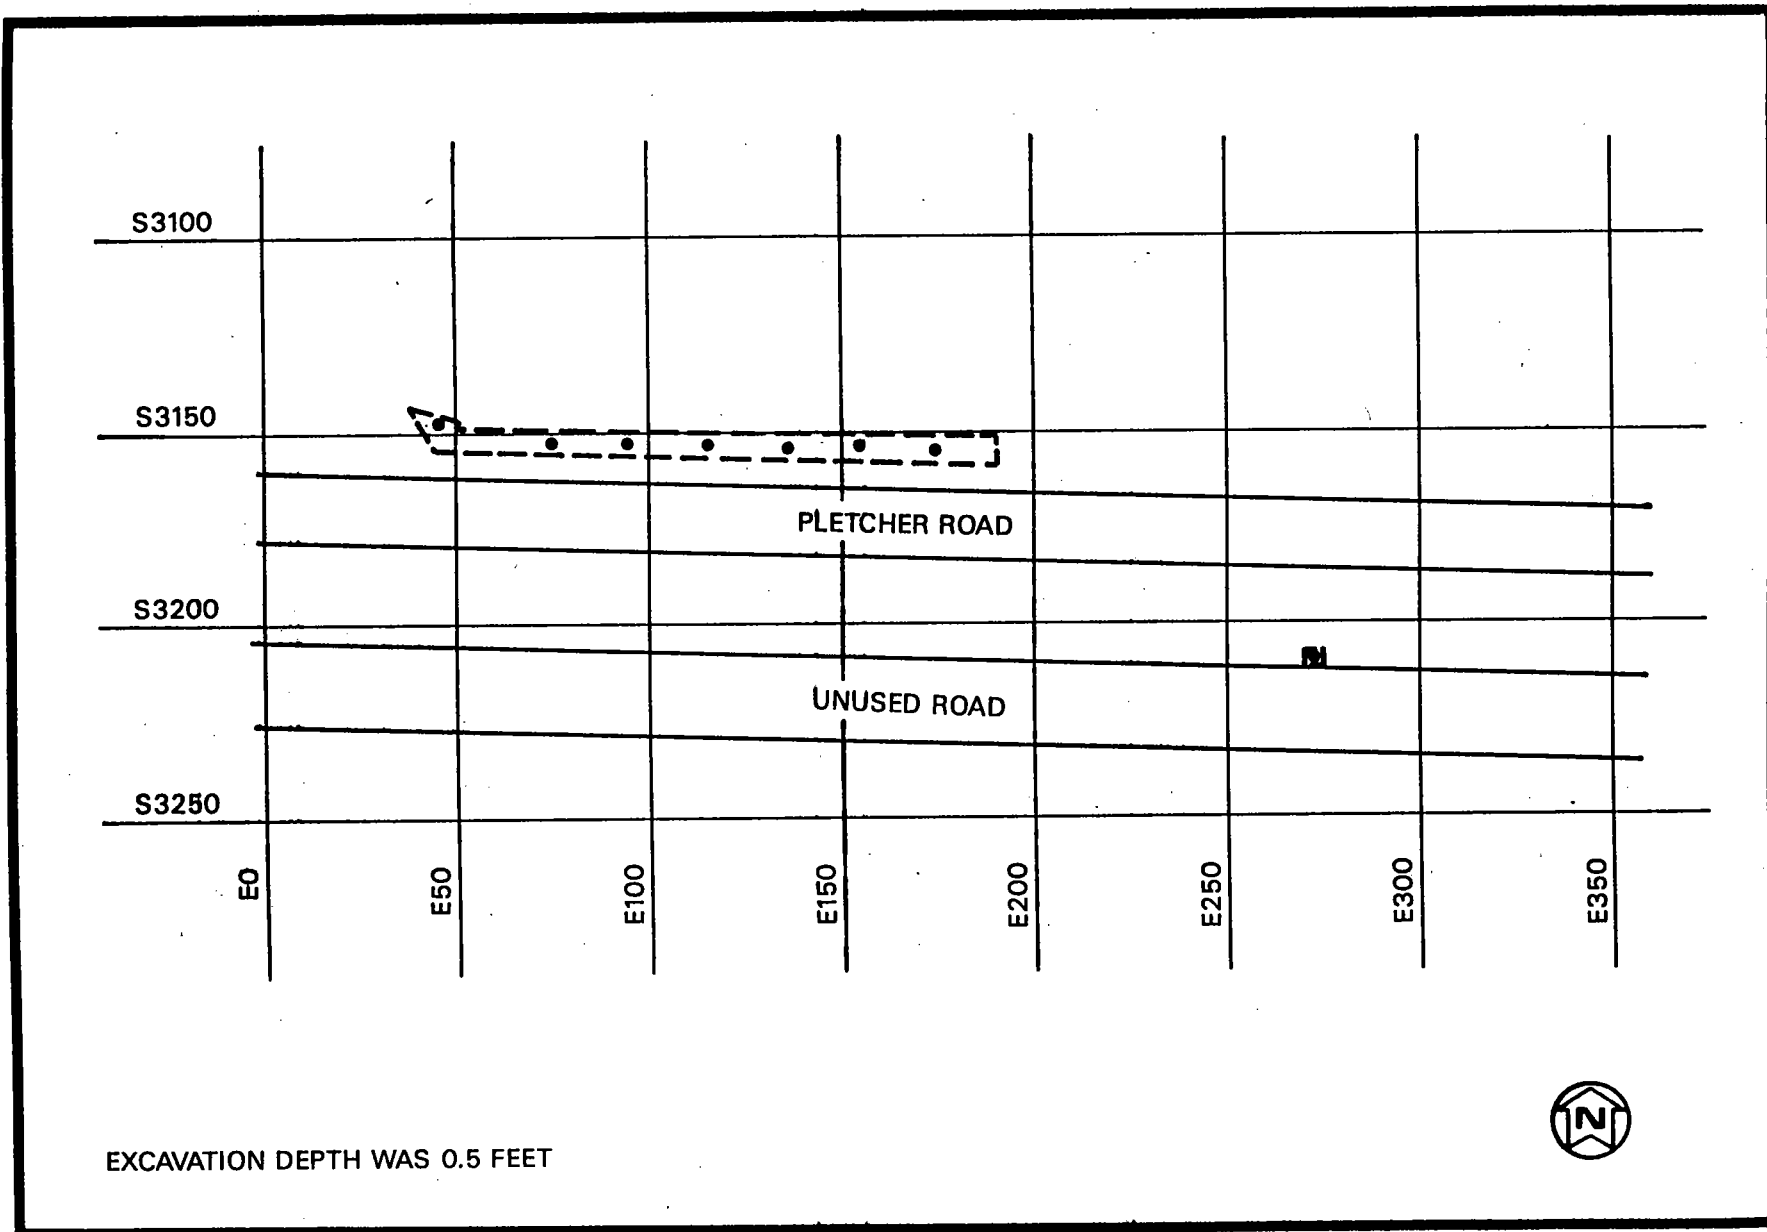 S3100
S3150
PLETCHER ROAD
S3200
UNUSED ROAD
S3250
E0
E50
E100
E150
E200
E250
E300
E350
N
EXCAVATION DEPTH WAS 0.5 FEET